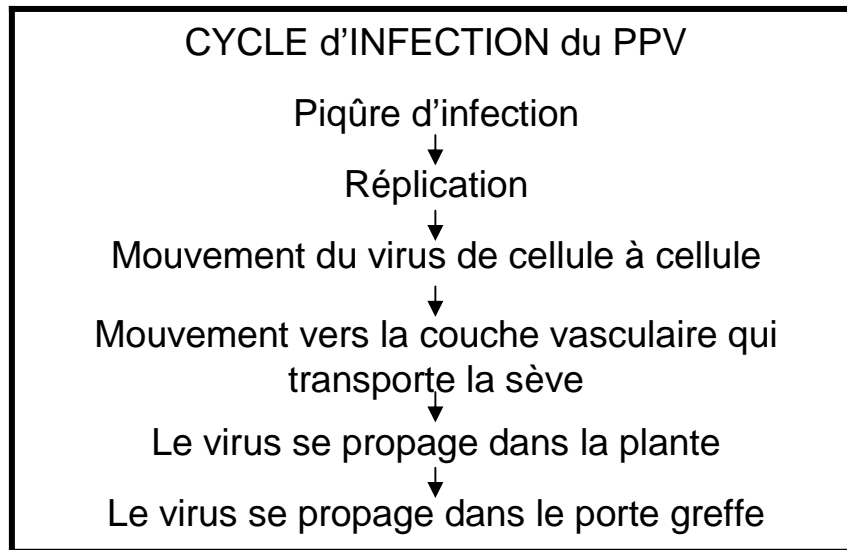 CYCLE d'INFECTION du PPV
Piqûre d'infection
Réplication
Mouvement du virus de cellule à cellule
Mouvement vers la couche vasculaire qui
transporte la sève
Le virus se propage dans la plante
Le virus se propage dans le porte greffe